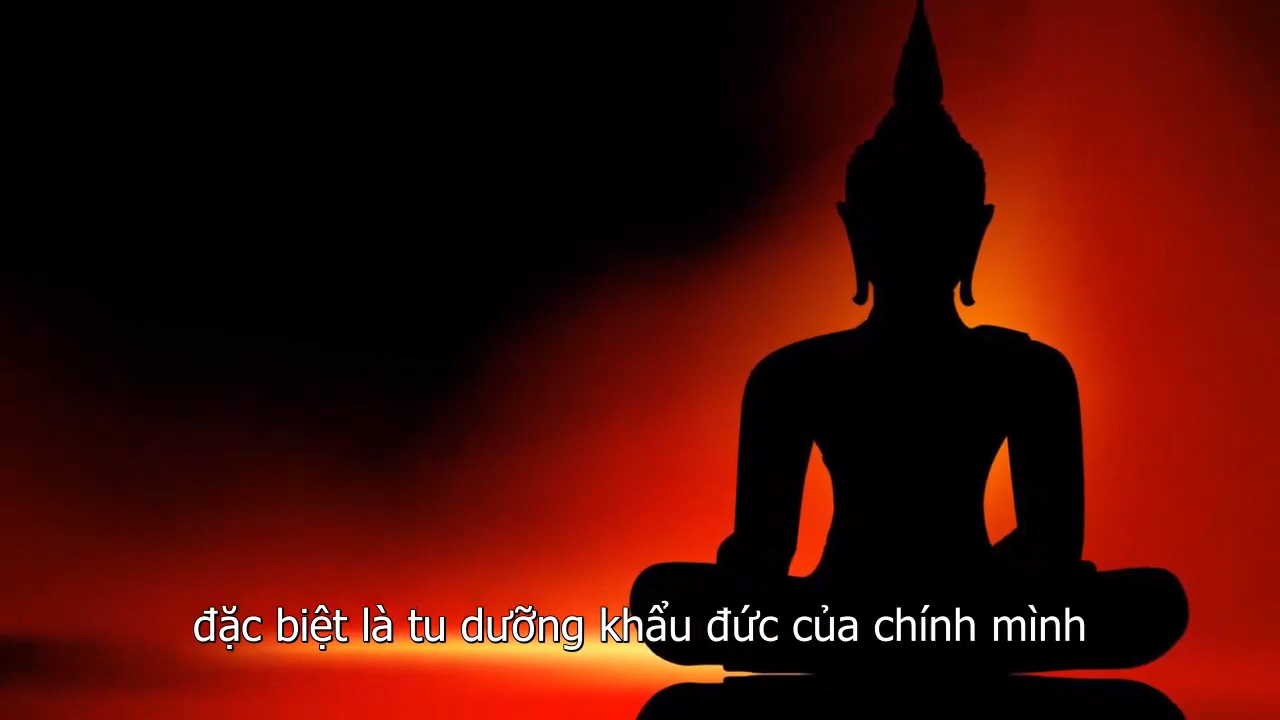 đặc biệt là tu dưỡng khẩu đức của chính mình